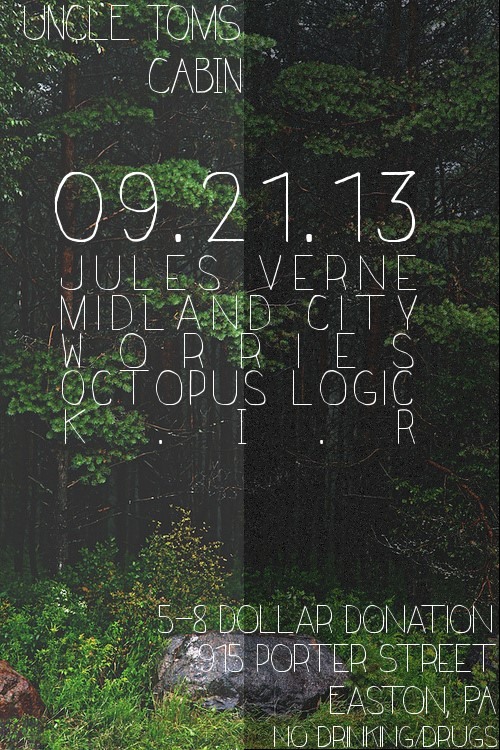 UNCLE TOMS
CABIN
09.21.13
JULES VERNE
MIDLAND CITY
WORRIES
OCTOPUS LOGIC
K.I.R
5-8 DOLLAR DONATION
915 PORTER STREET
EASTON, PA
NO DRINKING/DRUGS